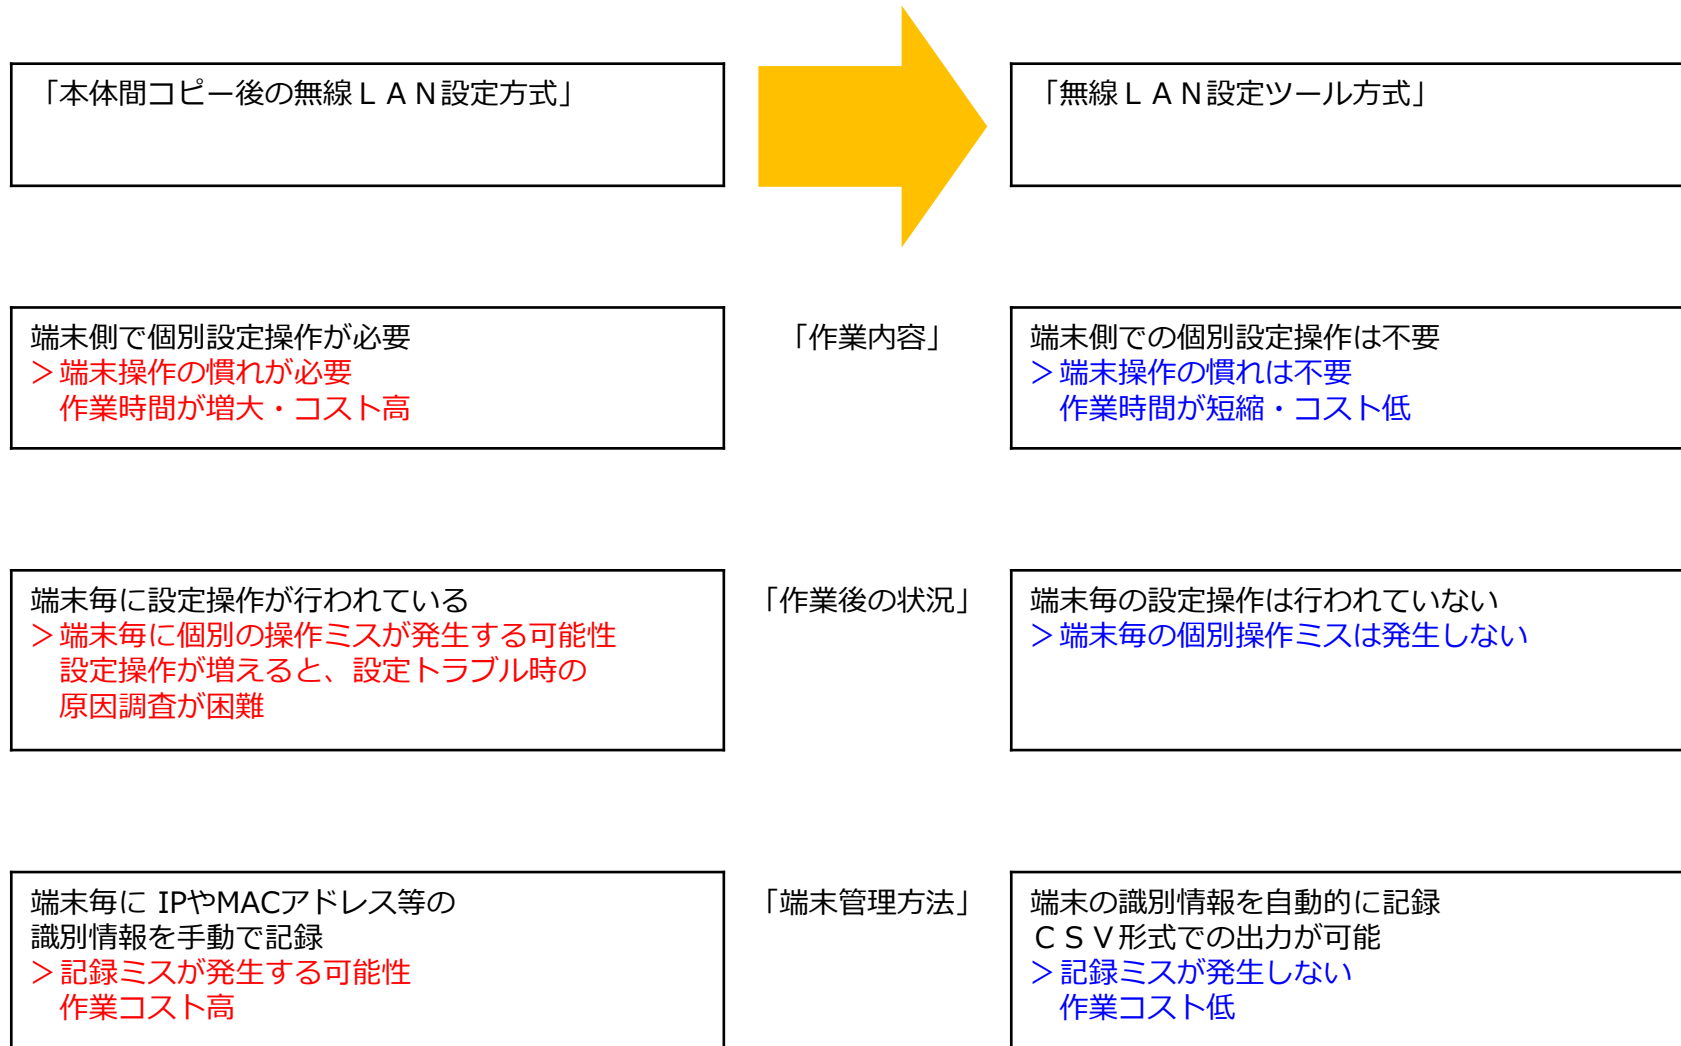 「本体間コピー後の無線ＬＡＮ設定方式」
「無線ＬＡＮ設定ツール方式」
端末側で個別設定操作が必要
＞端末操作の慣れが必要
作業時間が増大・コスト高
「作業内容」
端末側での個別設定操作は不要
＞端末操作の慣れは不要
作業時間が短縮・コスト低
端末毎に設定操作が行われている
＞端末毎に個別の操作ミスが発生する可能性
設定操作が増えると、設定トラブル時の
原因調査が困難
「作業後の状況」
端末毎の設定操作は行われていない
＞端末毎の個別操作ミスは発生しない
端末毎に IPやMACアドレス等の
識別情報を手動で記録
＞記録ミスが発生する可能性
作業コスト高
「端末管理方法」
端末の識別情報を自動的に記録
ＣＳＶ形式での出力が可能
＞記録ミスが発生しない
作業コスト低